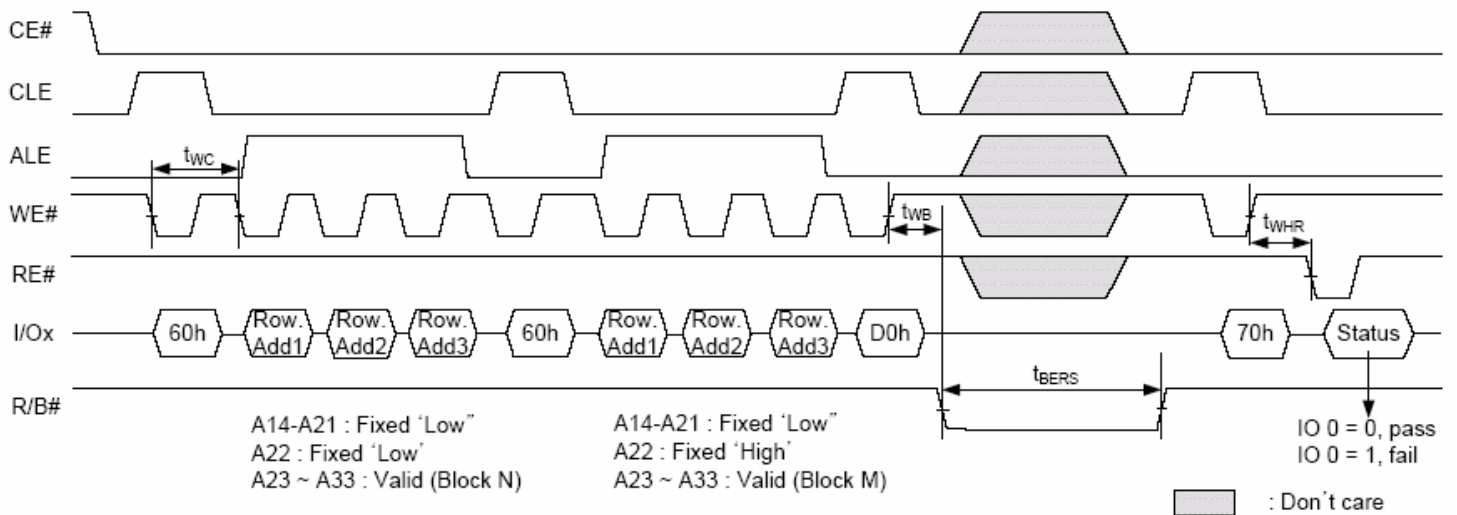 CE#
CLE
ALE
tWC
WE#
tWB
tWHR
RE#
I/Ox
60h
Row. Add1
Row. Add2
Row. Add3
60h
Row. Add1
Row. Add2
Row. Add3
D0h
70h
Status
tBERS
R/B#
A14-A21 : Fixed ‘Low”
A22 : Fixed ‘Low’
A23 ~ A33 : Valid (Block N)
A14-A21 : Fixed ‘Low”
A22 : Fixed ‘High’
A23 ~ A33 : Valid (Block M)
IO 0 = 0, pass
IO 0 = 1, fail
: Don´t care